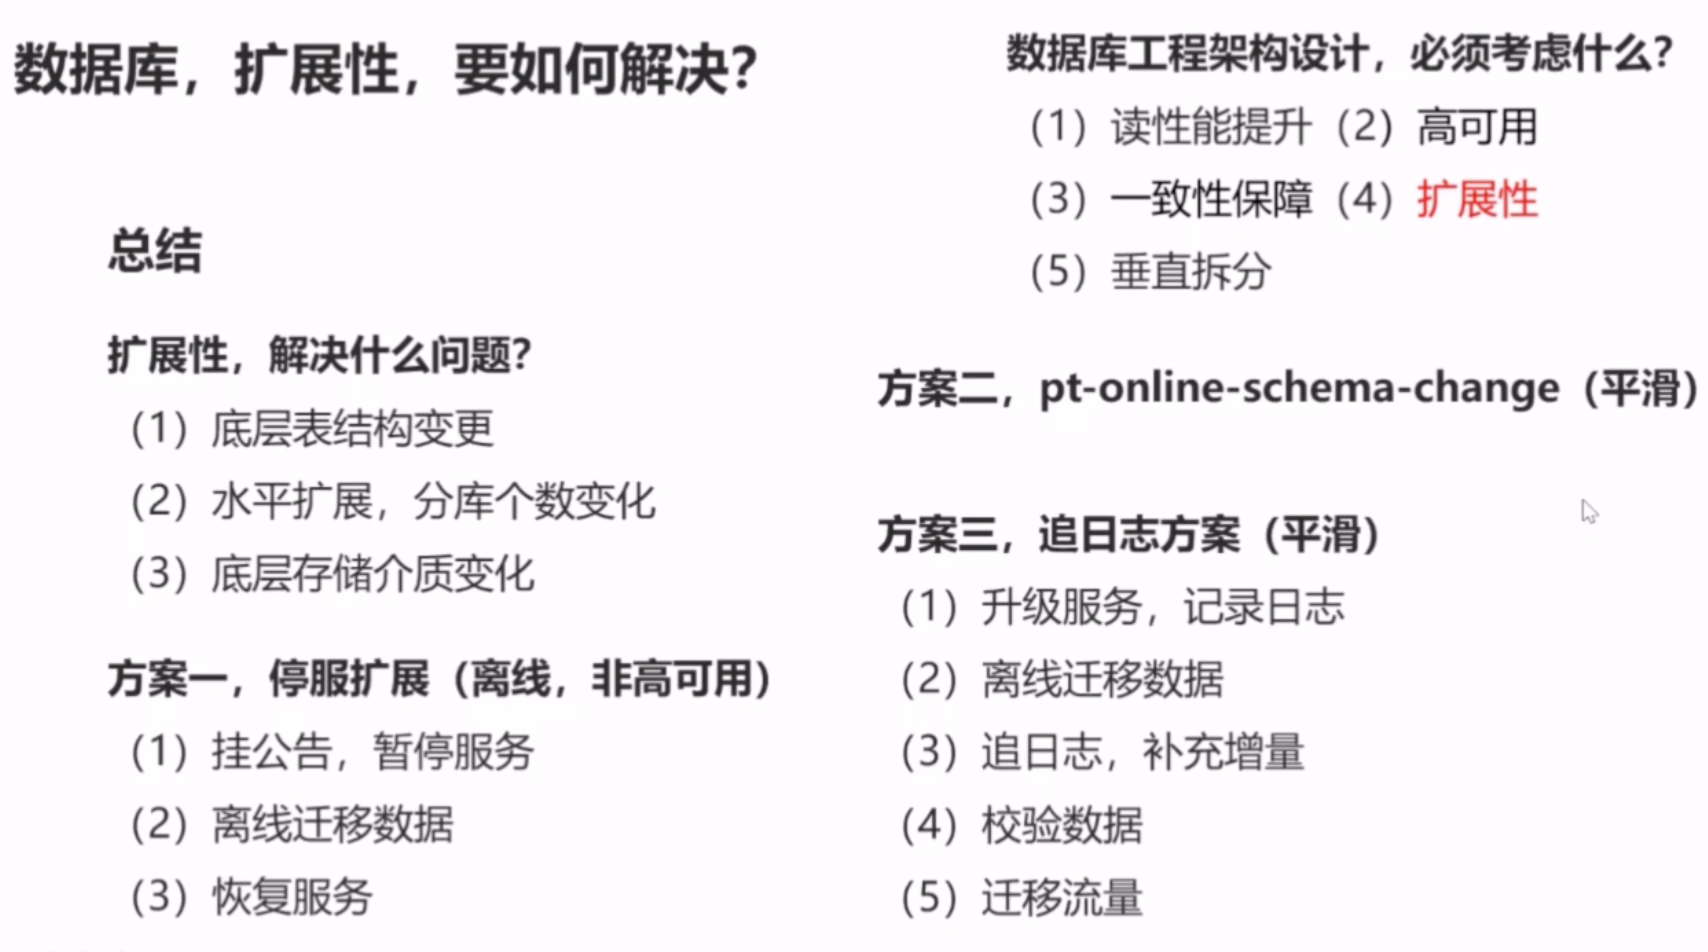 数据库，扩展性，要如何解决？
总结
扩展性，解决什么问题？
（1）底层表结构变更
（2）水平扩展，分库个数变化
（3）底层存储介质变化
方案一，停服扩展（离线，非高可用）
（1）挂公告，暂停服务
（2）离线迁移数据
（3）恢复服务
数据库工程架构设计，必须考虑什么？
（1）读性能提升（2）高可用
（3）一致性保障（4）扩展性
（5）垂直拆分
方案二，pt-online-schema-change（平滑）
方案三，追日志方案（平滑）
（1）升级服务，记录日志
（2）离线迁移数据
（3）追日志，补充增量
（4）校验数据
（5）迁移流量